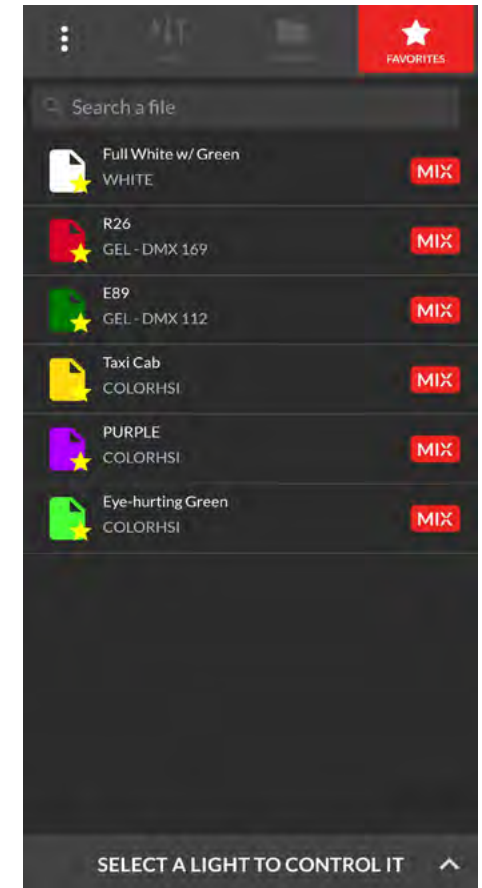 FAVORITES
Search a file
Full White w/ Green
WHITE
MIX
R26
GEL - DMX 169
MIX
E89
GEL - DMX 112
MIX
Taxi Cab
COLORHSI
MIX
PURPLE
COLORHSI
MIX
Eye-hurting Green
COLORHSI
MIX
SELECT A LIGHT TO CONTROL IT